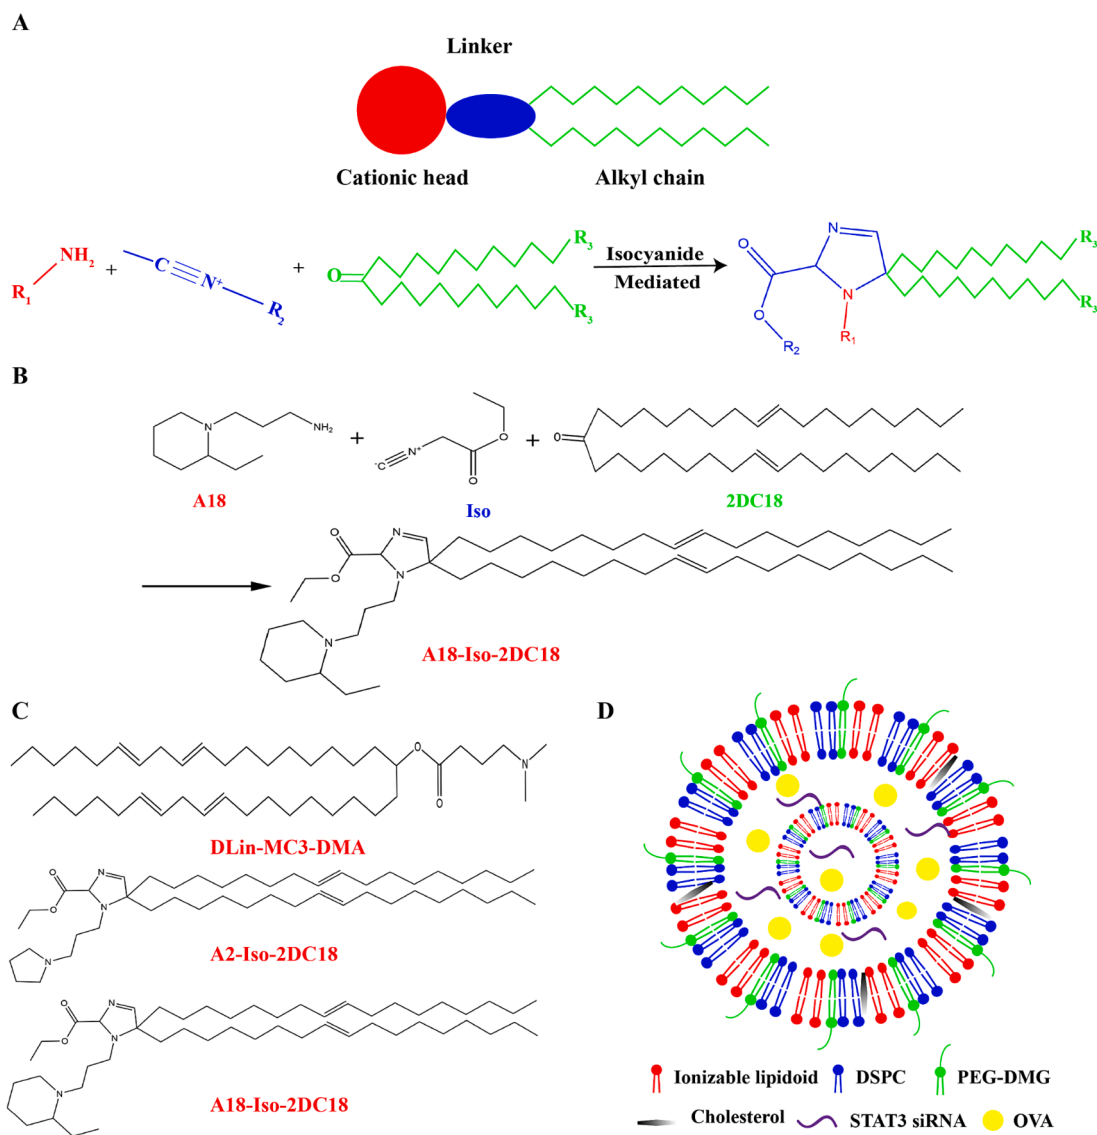 A
Linker
Cationic head
Alkyl chain
NH2
R1
+
C
N+
R2
+
O
R3
R3
Isocyanide
Mediated
N
O
O
N
R1
R2
R3
R3
B
N
NH2
A18
+
-C
N+
O
O
Iso
+
O
2DC18
O
O
N
N
N
A18-Iso-2DC18
C
O
O
N
DLin-MC3-DMA
O
O
N
N
N
A2-Iso-2DC18
O
O
N
N
N
A18-Iso-2DC18
D
Ionizable lipidoid
DSPC
PEG-DMG
Cholesterol
STAT3 siRNA
OVA